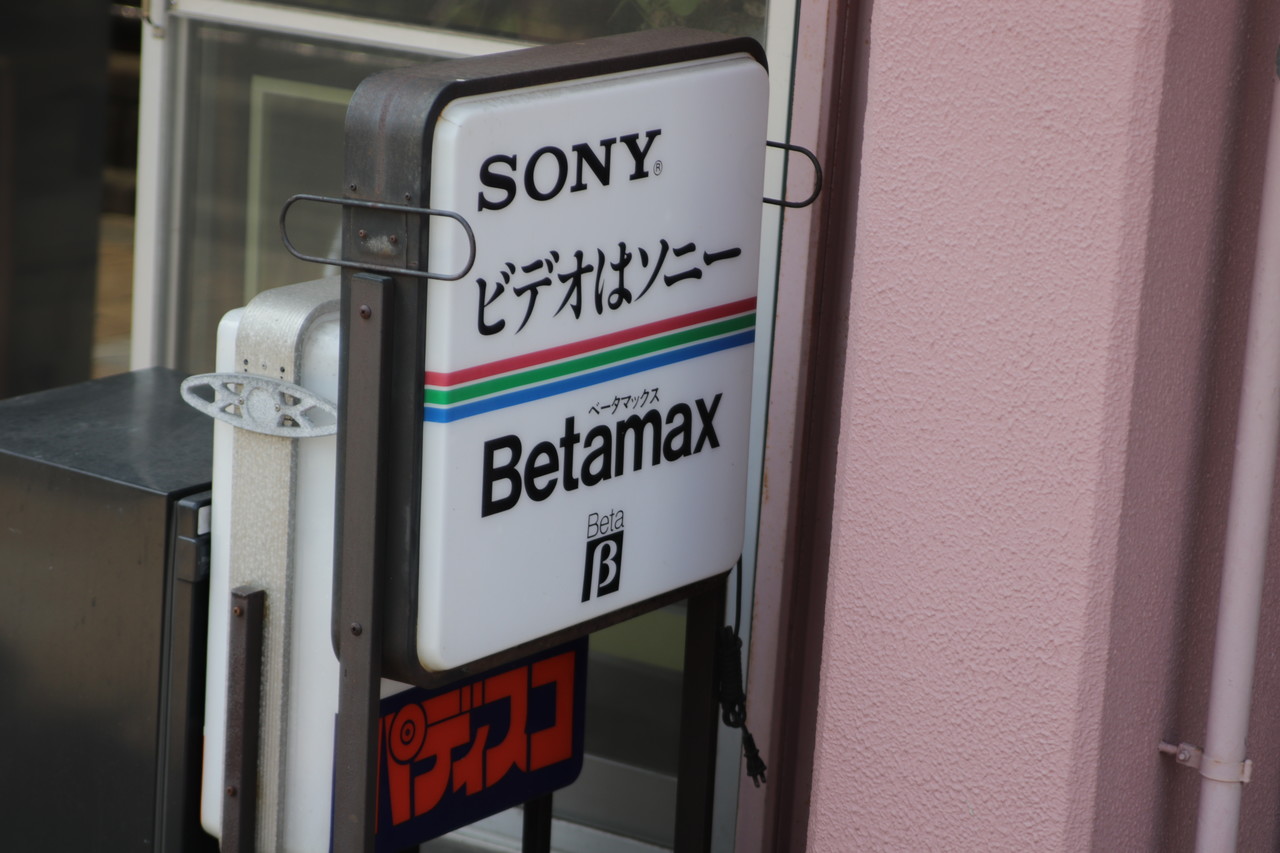 SONY®
ビデオはソニー
ベータマックス
Betamax
Beta
β
パディスコ